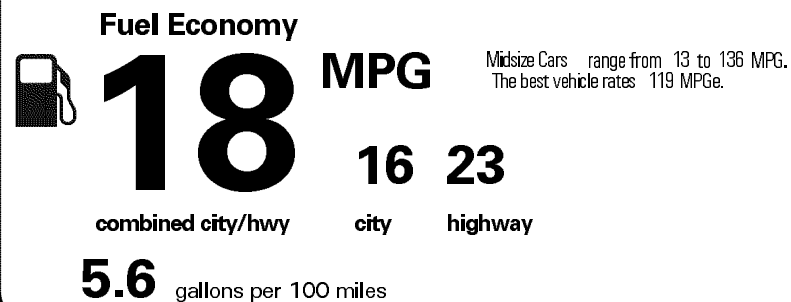 Fuel Economy
18 MPG
Midsize Cars range from 13 to 136 MPG.
The best vehicle rates 119 MPGe.
16 23
combined city/hwy city highway
5.6 gallons per 100 miles